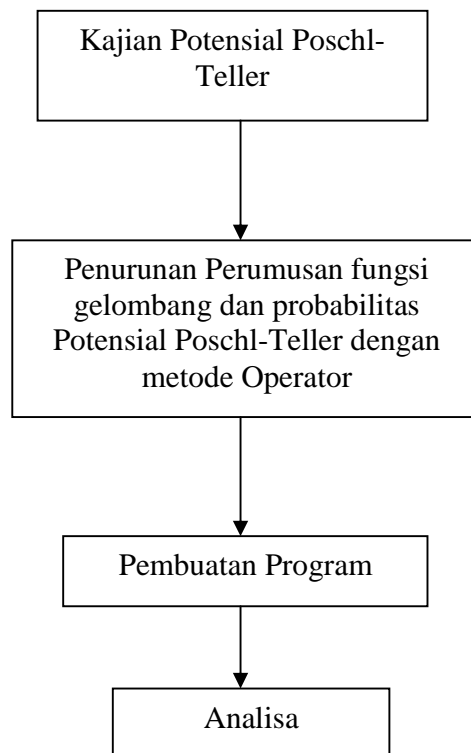 Kajian Potensial Poschl-
Teller
Penurunan Perumusan fungsi
gelombang dan probabilitas
Potensial Poschl-Teller dengan
metode Operator
Pembuatan Program
Analisa